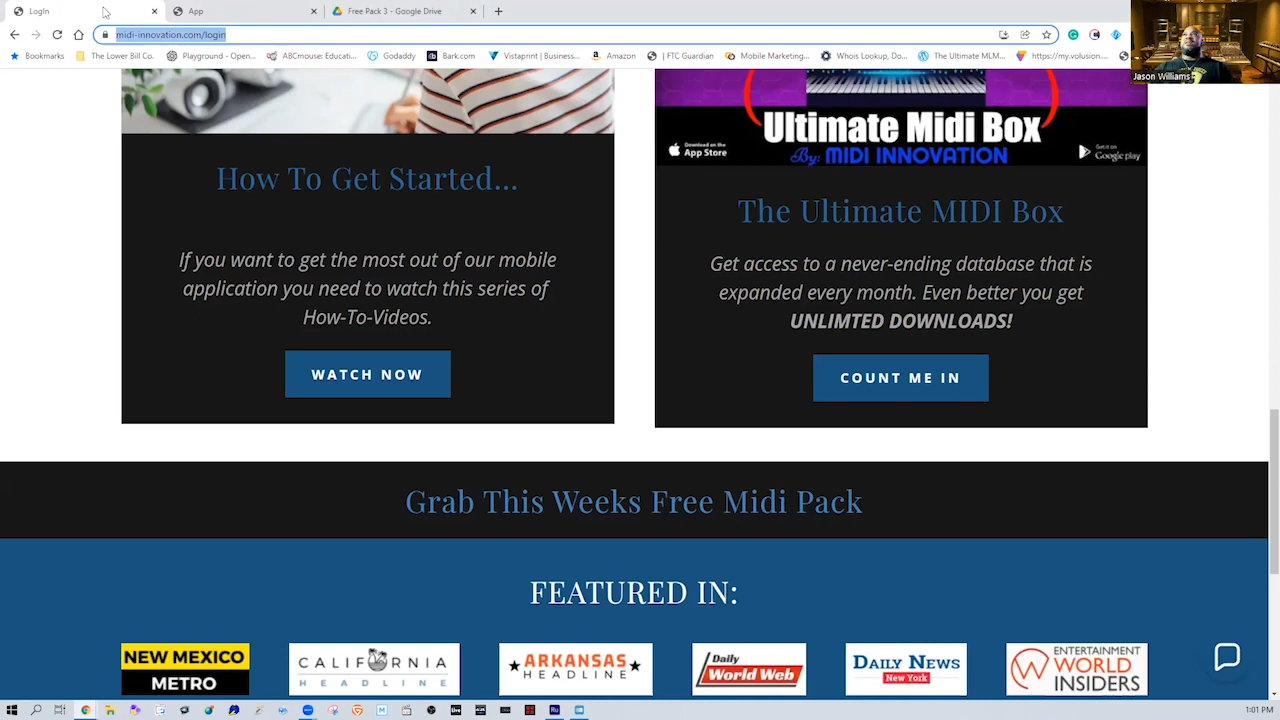 LogIn
App
Free Pack 3 - Google Drive
midi-innovation.com/login
Bookmarks
The Lower Bill Co.
Playground - Open...
ABCmouse: Educati...
Godaddy
Bark.com
Vistaprint | Business...
Amazon
| FTC Guardian
Mobile Marketing...
Whois Lookup, Do...
The Ultimate MLM...
https://my.volusion...
Jason Williams
Ultimate Midi Box
Download on the
App Store
By: MIDI INNOVATION
Get it on
Google play
How To Get Started...
If you want to get the most out of our mobile
application you need to watch this series of
How-To-Videos.
WATCH NOW
The Ultimate MIDI Box
Get access to a never-ending database that is
expanded every month. Even better you get
UNLIMTED DOWNLOADS!
COUNT ME IN
Grab This Weeks Free Midi Pack
FEATURED IN:
NEW MEXICO
METRO
CALIFORNIA
HEADLINE
ARKANSAS
HEADLINE
Daily
World Web
DAILY NEWS
New York
ENTERTAINMENT
WORLD
INSIDERS
1:01 PM